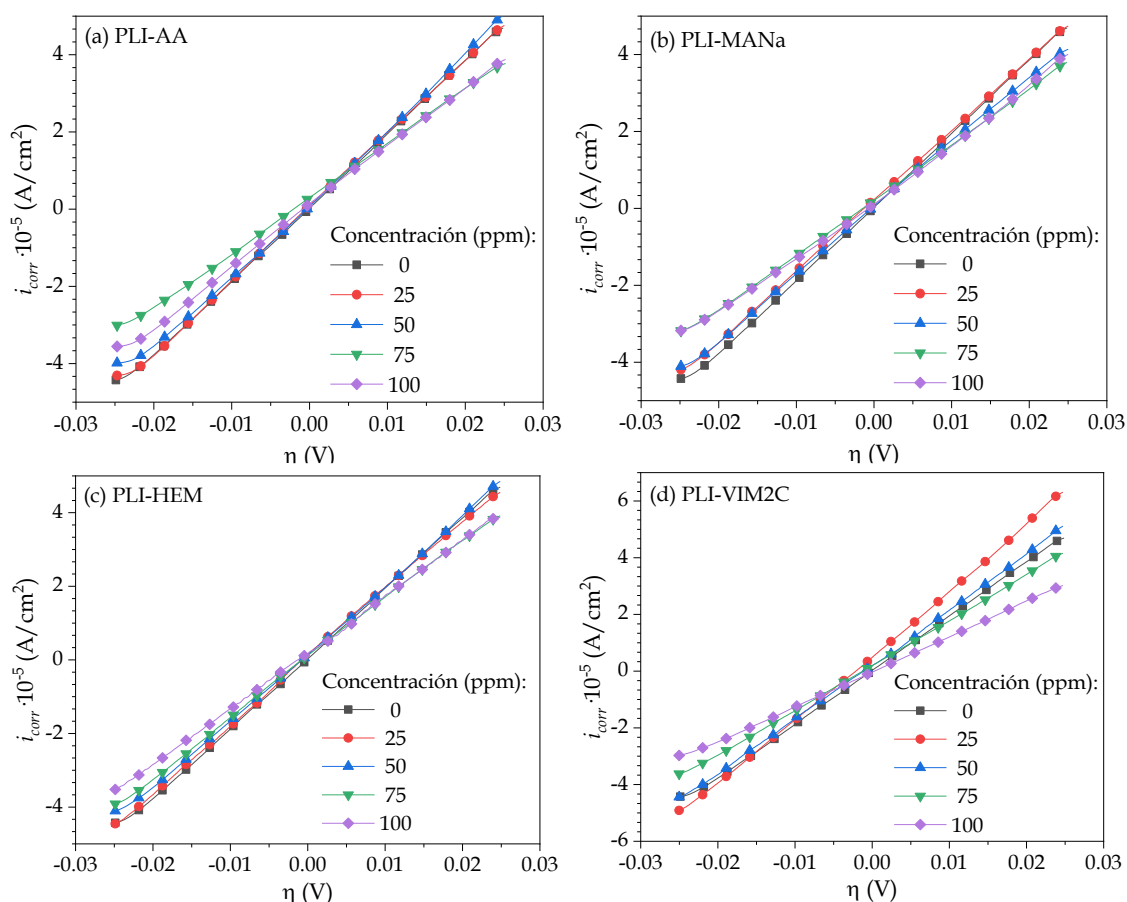 (a) PLI-AA
4
2
0
-2
-4
i_corr ·10^-5 (A/cm^2)
Concentración (ppm):
0
25
50
75
100
-0.03 -0.02 -0.01 0.00 0.01 0.02 0.03
η (V)
(b) PLI-MANa
4
2
0
-2
-4
i_corr ·10^-5 (A/cm^2)
Concentración (ppm):
0
25
50
75
100
-0.03 -0.02 -0.01 0.00 0.01 0.02 0.03
η (V)
(c) PLI-HEM
4
2
0
-2
-4
i_corr ·10^-5 (A/cm^2)
Concentración (ppm):
0
25
50
75
100
-0.03 -0.02 -0.01 0.00 0.01 0.02 0.03
η (V)
(d) PLI-VIM2C
6
4
2
0
-2
-4
-6
i_corr ·10^-5 (A/cm^2)
Concentración (ppm):
0
25
50
75
100
-0.03 -0.02 -0.01 0.00 0.01 0.02 0.03
η (V)